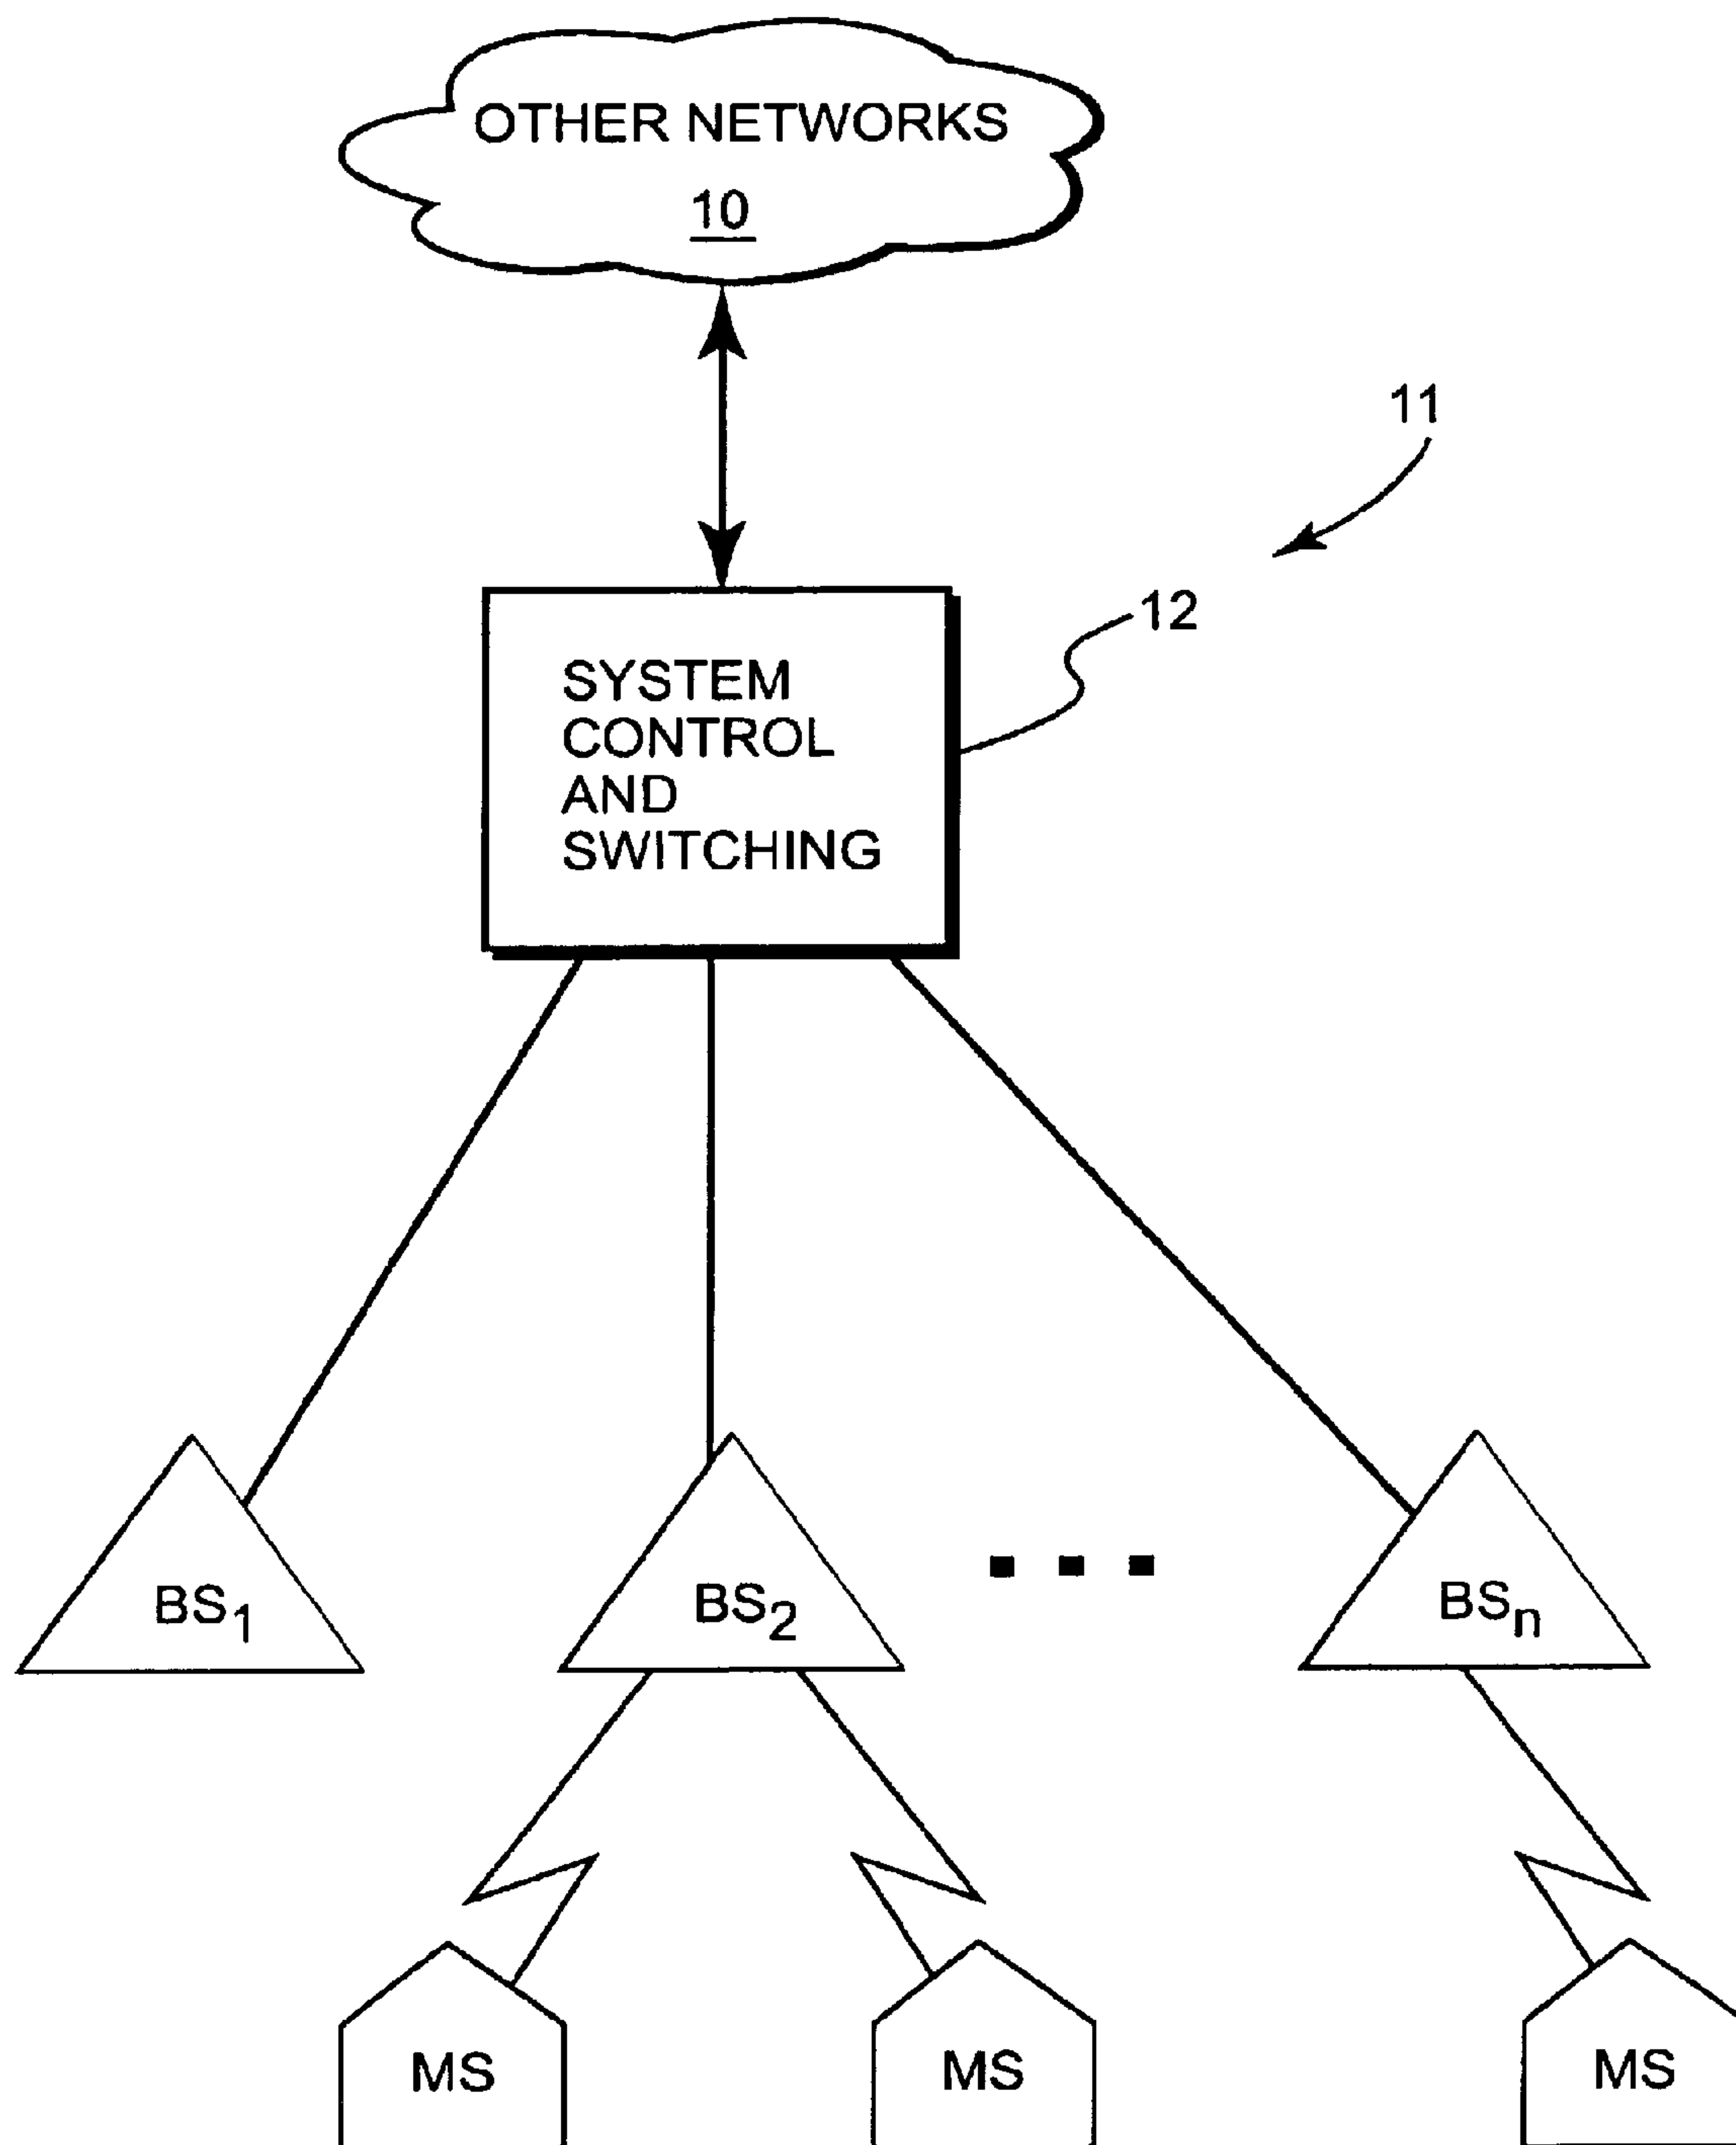 OTHER NETWORKS
10
11
12
SYSTEM
CONTROL
AND
SWITCHING
BS1
BS2
BSn
MS
MS
MS